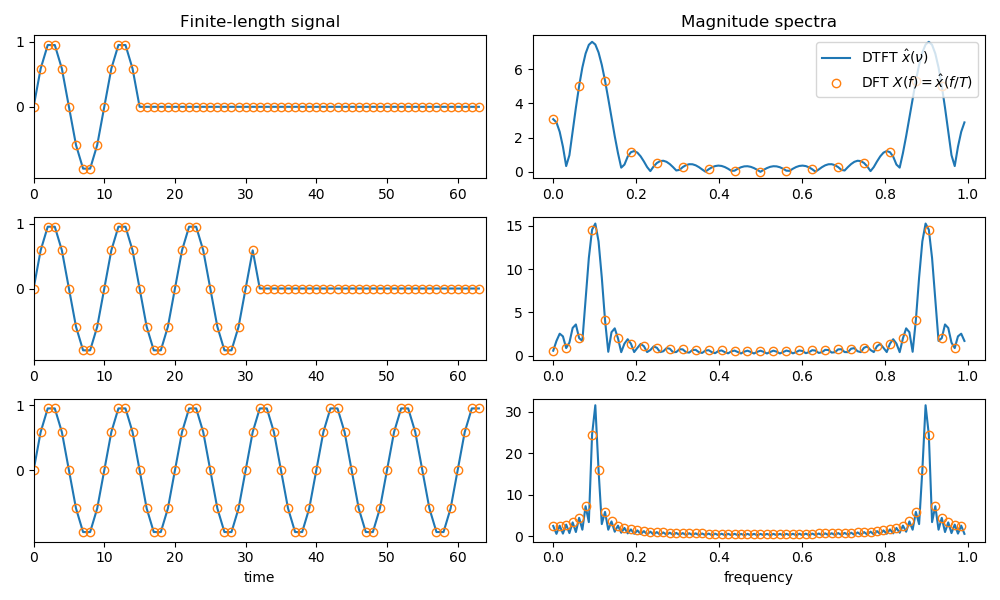 Finite-length signal
Magnitude spectra
1
0
0 10 20 30 40 50 60
6
4
2
0
DTFT x̂(ν)
DFT X(f) = x̂(f/T)
0.0 0.2 0.4 0.6 0.8 1.0
1
0
0 10 20 30 40 50 60
15
10
5
0
0.0 0.2 0.4 0.6 0.8 1.0
1
0
0 10 20 30 40 50 60
time
30
20
10
0
0.0 0.2 0.4 0.6 0.8 1.0
frequency